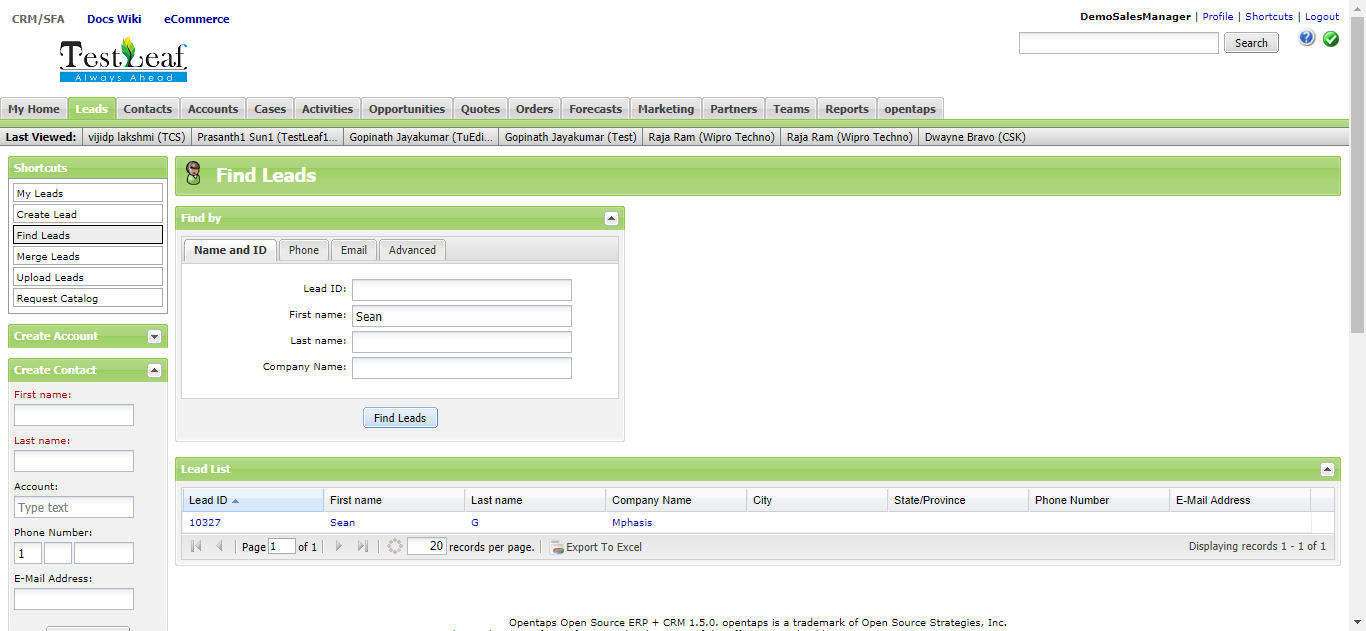 CRM/SFA Docs Wiki eCommerce
DemoSalesManager | Profile | Shortcuts | Logout
TestLeaf
Always Ahead
Search
My Home Leads Contacts Accounts Cases Activities Opportunities Quotes Orders Forecasts Marketing Partners Teams Reports opentaps
Last Viewed: vijidp lakshmi (TCS) Prasanth1 Sun1 (TestLeaf1... Gopinath Jayakumar (TuEdi... Gopinath Jayakumar (Test) Raja Ram (Wipro Techno) Raja Ram (Wipro Techno) Dwayne Bravo (CSK)
Shortcuts
My Leads
Create Lead
Find Leads
Merge Leads
Upload Leads
Request Catalog
Create Account
Create Contact
First name:
Last name:
Account:
Type text
Phone Number:
1
E-Mail Address:
Find Leads
Find by
Name and ID Phone Email Advanced
Lead ID:
First name: Sean
Last name:
Company Name:
Find Leads
Lead List
Lead ID First name Last name Company Name City State/Province Phone Number E-Mail Address
10327 Sean G Mphasis
Page 1 of 1 20 records per page. Export To Excel Displaying records 1 - 1 of 1
Opentaps Open Source ERP + CRM 1.5.0. opentaps is a trademark of Open Source Strategies, Inc.